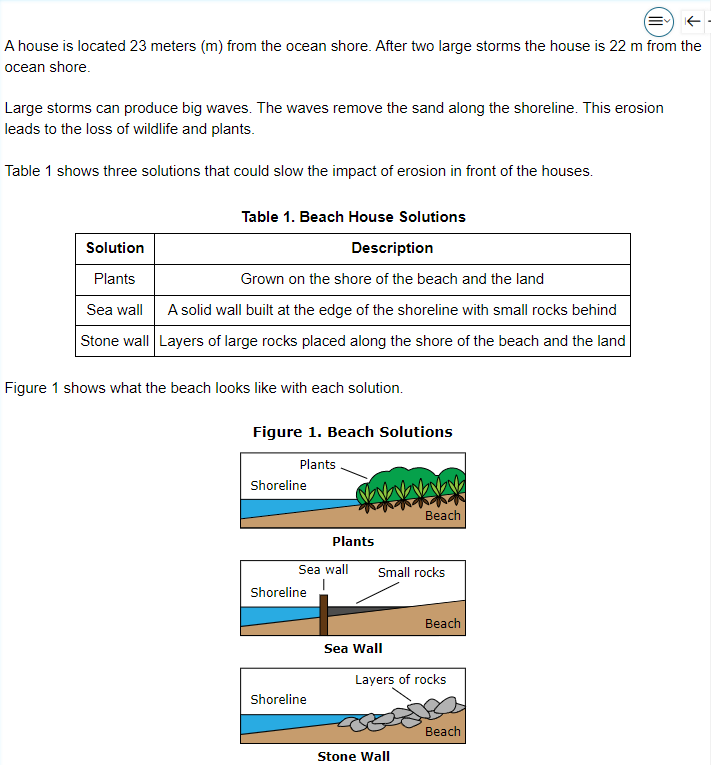 A house is located 23 meters (m) from the ocean shore. After two large storms the house is 22 m from the
ocean shore.
Large storms can produce big waves. The waves remove the sand along the shoreline. This erosion
leads to the loss of wildlife and plants.
Table 1 shows three solutions that could slow the impact of erosion in front of the houses.
Table 1. Beach House Solutions
Solution Description
Plants Grown on the shore of the beach and the land
Sea wall A solid wall built at the edge of the shoreline with small rocks behind
Stone wall Layers of large rocks placed along the shore of the beach and the land
Figure 1 shows what the beach looks like with each solution.
Figure 1. Beach Solutions
Plants
Shoreline
Beach
Plants
Sea wall Small rocks
Shoreline
Beach
Sea Wall
Layers of rocks
Shoreline
Beach
Stone Wall